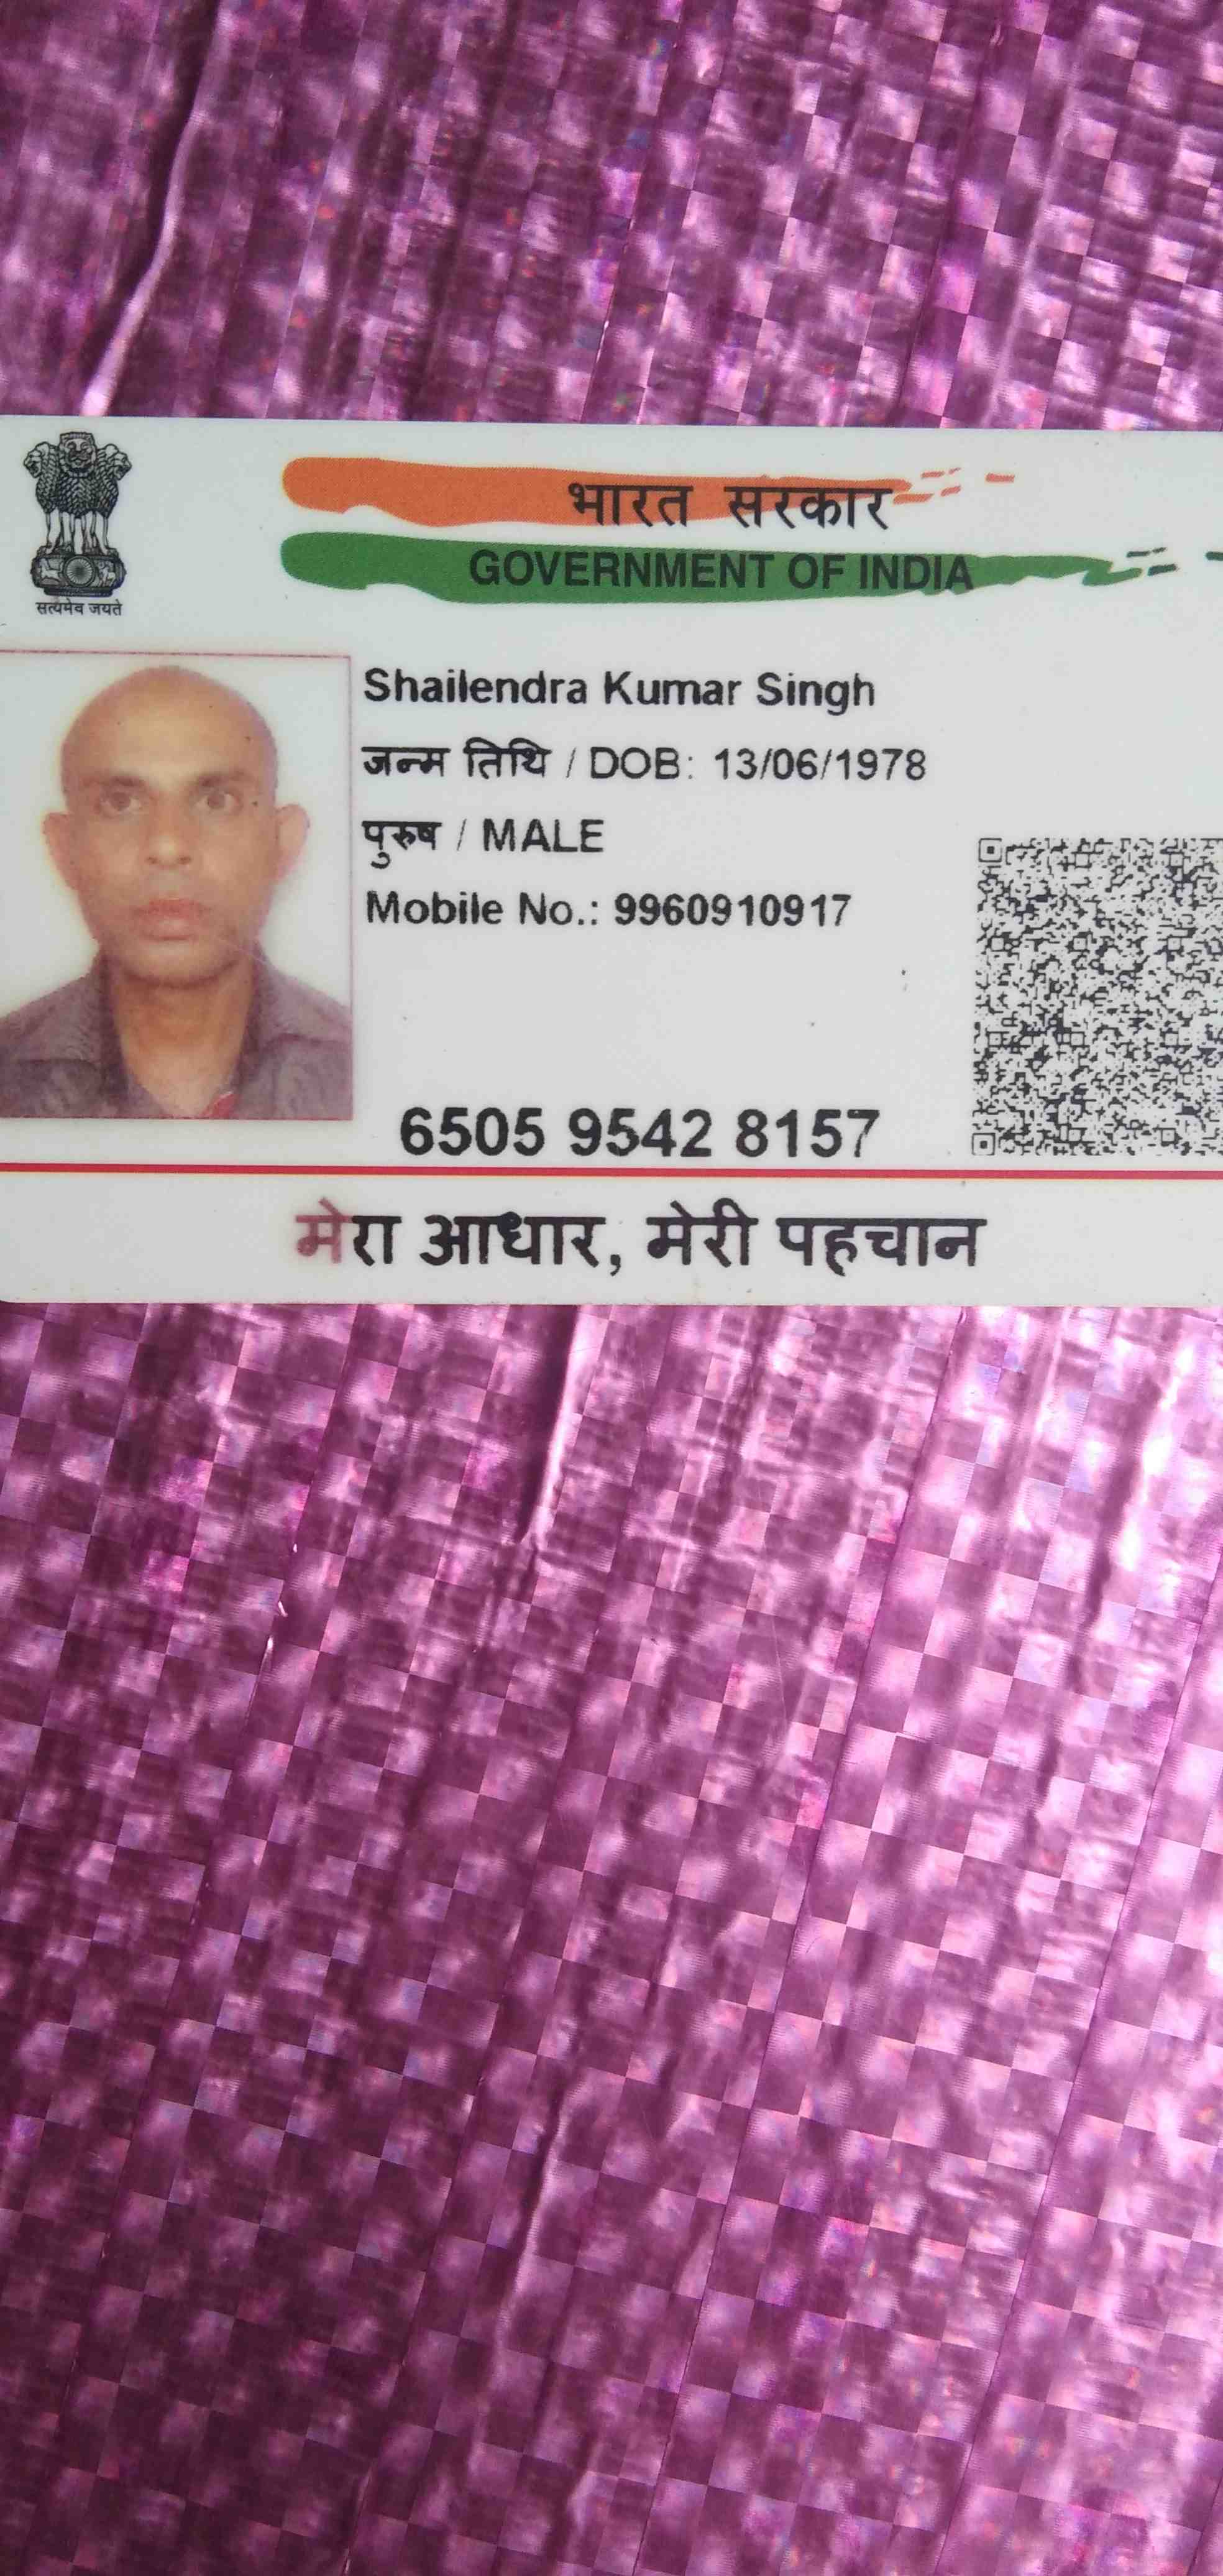 भारत सरकार
GOVERNMENT OF INDIA
सत्यमेव जयते
Shailendra Kumar Singh
जन्म तिथि / DOB: 13/06/1978
पुरुष / MALE
Mobile No.: 9960910917
6505 9542 8157
मेरा आधार, मेरी पहचान